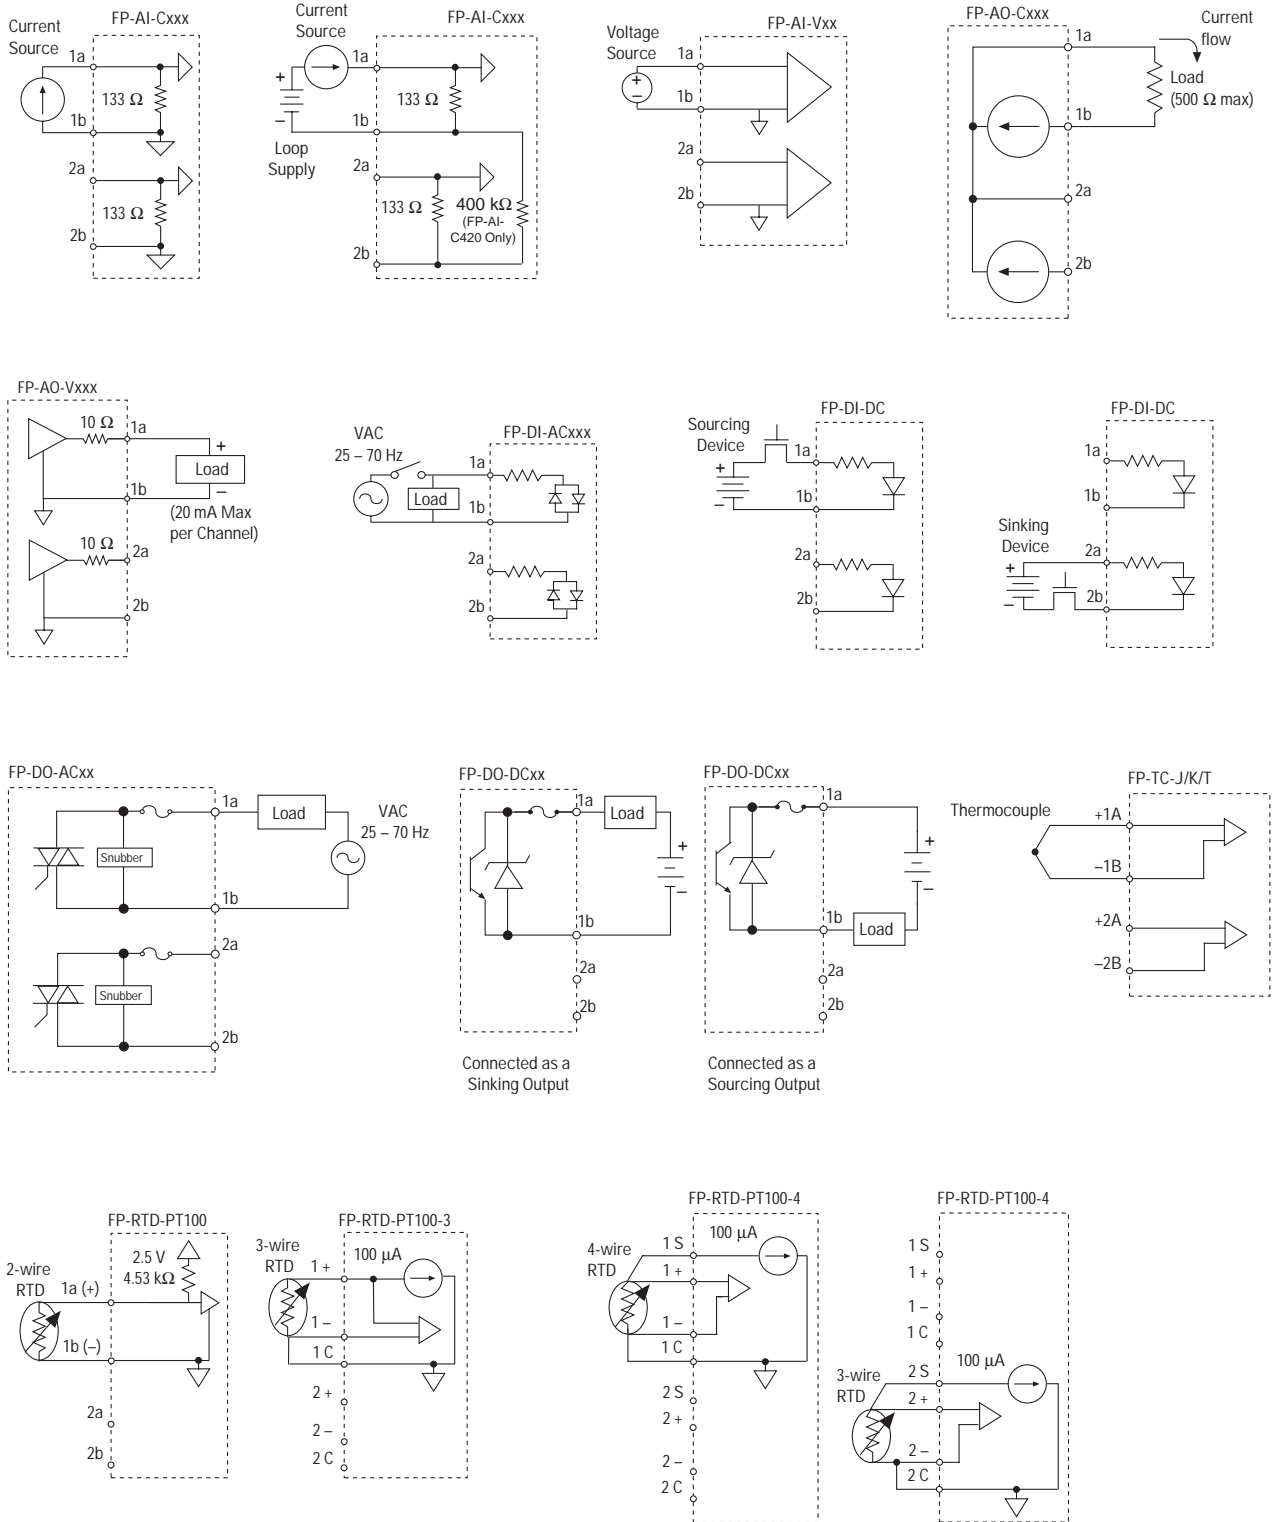 FP-AI-Cxxx
Current
Source
1a
133 Ω
1b
2a
133 Ω
2b
FP-AI-Cxxx
Current
Source
1a
+
133 Ω
–
1b
Loop
Supply
2a
133 Ω
400 kΩ
(FP-AI-
C420 Only)
2b
FP-AI-Vxx
Voltage
Source
1a
+
–
1b
2a
2b
FP-AO-Cxxx
Current
flow
1a
Load
(500 Ω max)
1b
2a
2b
FP-AO-Vxxx
10 Ω
1a
+
Load
–
1b
(20 mA Max
per Channel)
10 Ω
2a
2b
VAC
25 – 70 Hz
FP-DI-ACxxx
1a
Load
1b
2a
2b
FP-DI-DC
Sourcing
Device
1a
+
–
1b
2a
2b
FP-DI-DC
1a
1b
Sinking
Device
2a
+
–
2b
FP-DO-ACxx
1a
Load
VAC
25 – 70 Hz
Snubber
1b
2a
Snubber
2b
FP-DO-DCxx
1a
Load
+
–
1b
2a
2b
Connected as a
Sinking Output
FP-DO-DCxx
1a
+
–
1b
Load
2a
2b
Connected as a
Sourcing Output
FP-TC-J/K/T
Thermocouple
+1A
–1B
+2A
–2B
FP-RTD-PT100
2-wire
RTD
2.5 V
4.53 kΩ
1a (+)
1b (–)
2a
2b
FP-RTD-PT100-3
3-wire
RTD
1 +
100 µA
1 –
1 C
2 +
2 –
2 C
FP-RTD-PT100-4
4-wire
RTD
1 S
100 µA
1 +
1 –
1 C
2 S
2 +
2 –
2 C
FP-RTD-PT100-4
1 S
1 +
1 –
1 C
3-wire
RTD
2 S
100 µA
2 +
2 –
2 C